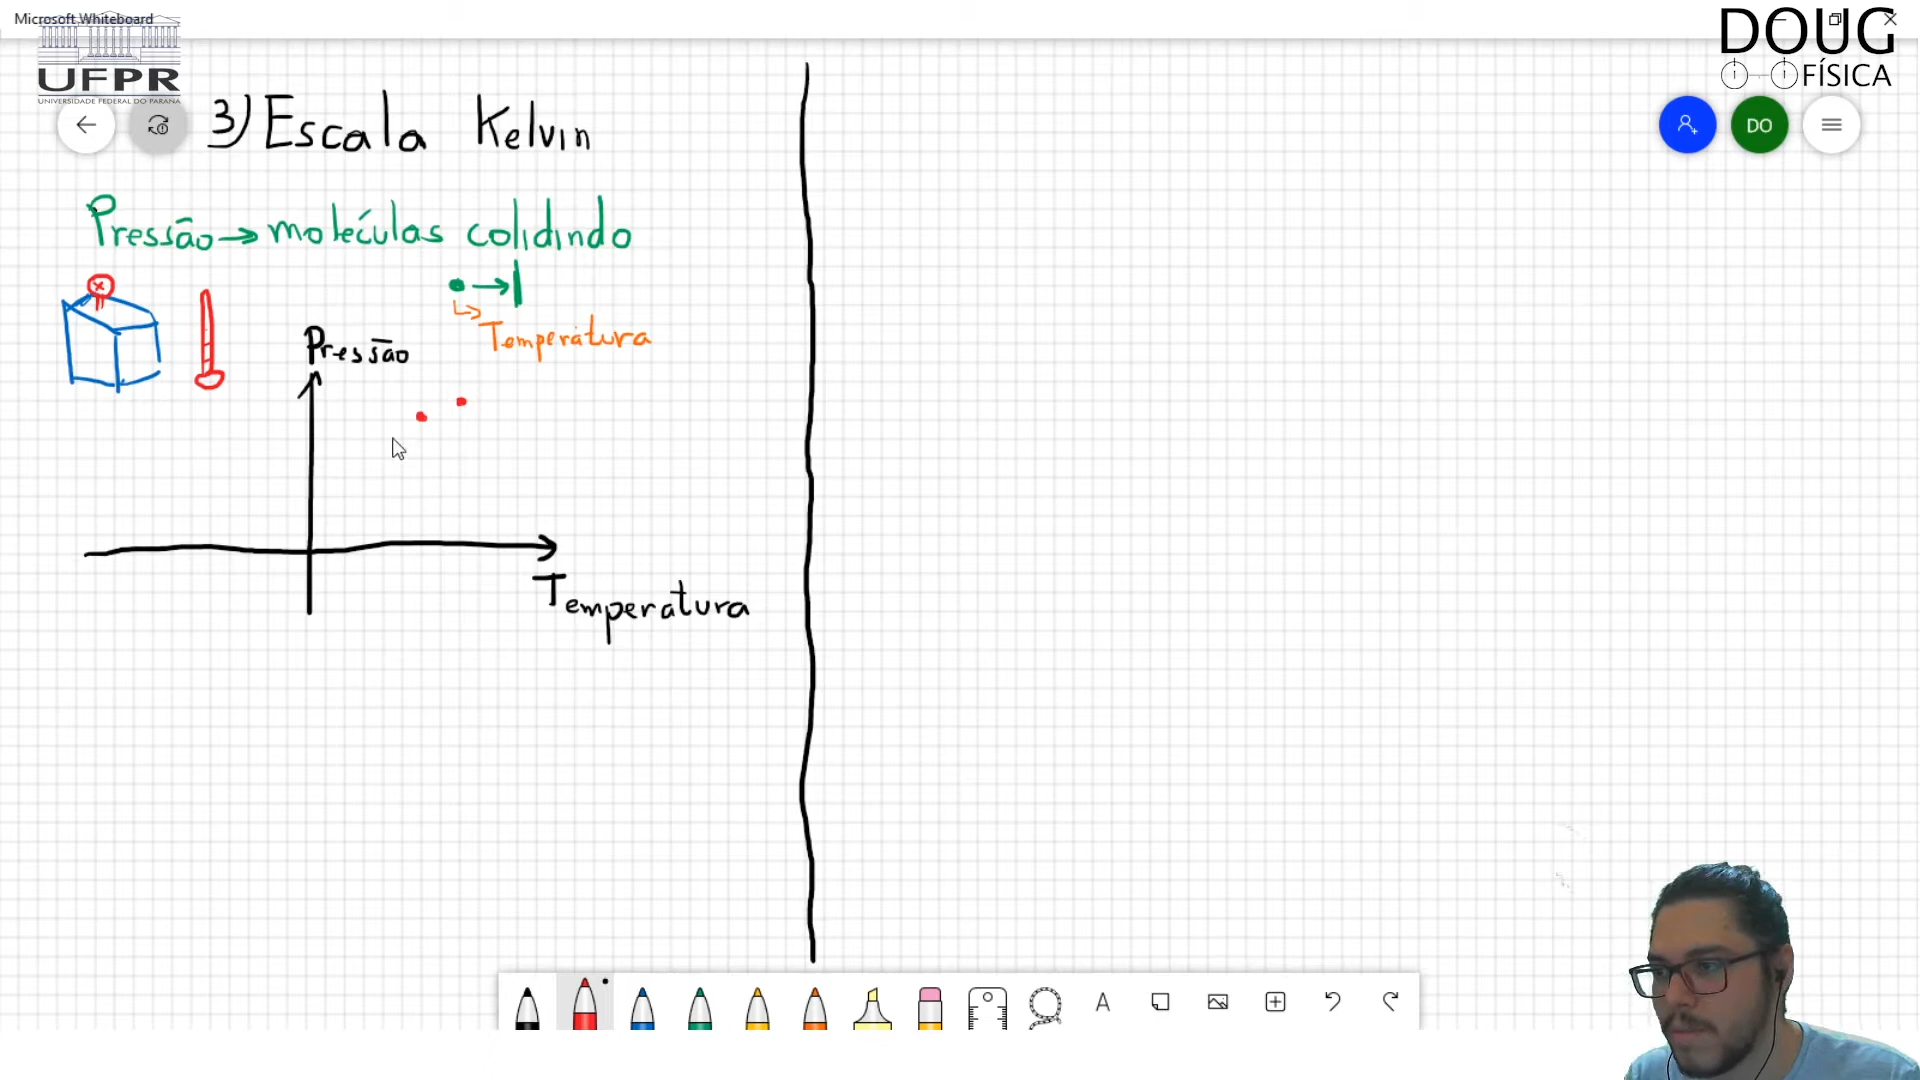 Microsoft Whiteboard
DOUG
FÍSICA
UFPR
UNIVERSIDADE FEDERAL DO PARANÁ
DO
3) Escala Kelvin
Pressão → moléculas colidindo
Temperatura
Pressão
Temperatura
A